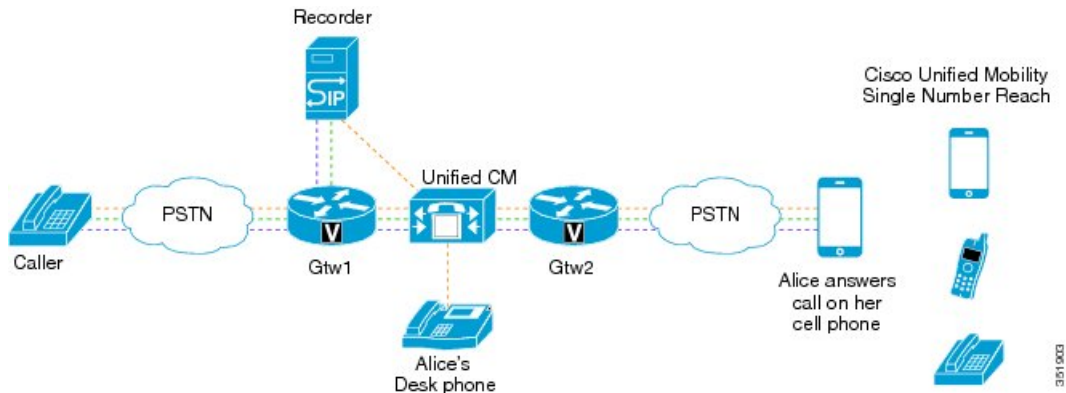 Recorder
SIP
Cisco Unified Mobility
Single Number Reach
Unified CM
PSTN
PSTN
V
V
Caller
Gtw1
Gtw2
Alice answers
call on her
cell phone
Alice's
Desk phone
351903